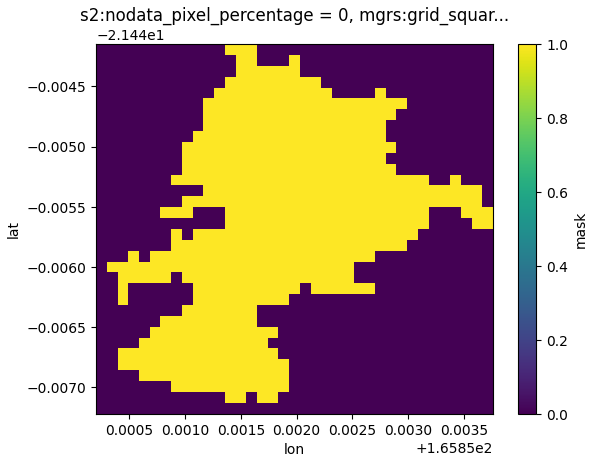 s2:nodata_pixel_percentage = 0, mgrs:grid_squar...
−2.144e1
−0.0045
−0.0050
−0.0055
−0.0060
−0.0065
−0.0070
lat
0.0005 0.0010 0.0015 0.0020 0.0025 0.0030 0.0035
lon
+1.6585e2
1.0
0.8
0.6
0.4
0.2
0.0
mask